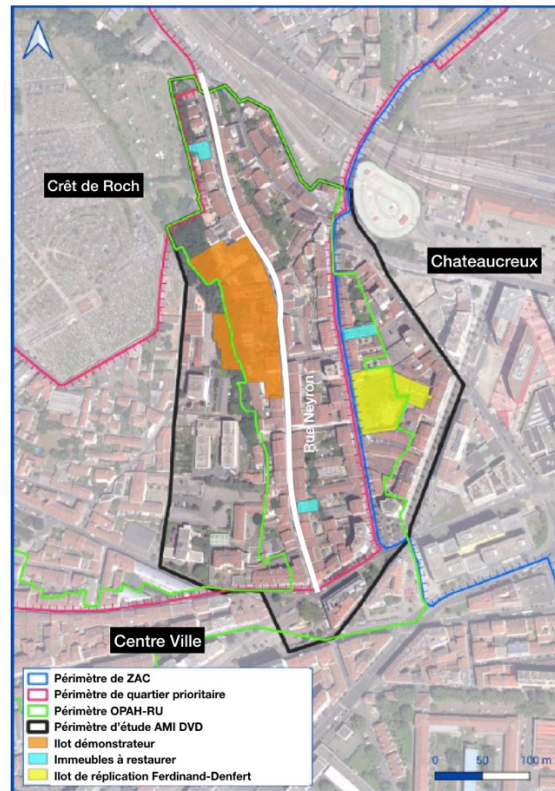 Crêt de Roch
Chateaucreux
Rue Neyron
Centre Ville
Périmètre de ZAC
Périmètre de quartier prioritaire
Périmètre OPAH-RU
Périmètre d'étude AMI DVD
Ilot démonstrateur
Immeubles à restaurer
Ilot de réplication Ferdinand-Denfert
0 50 100 m